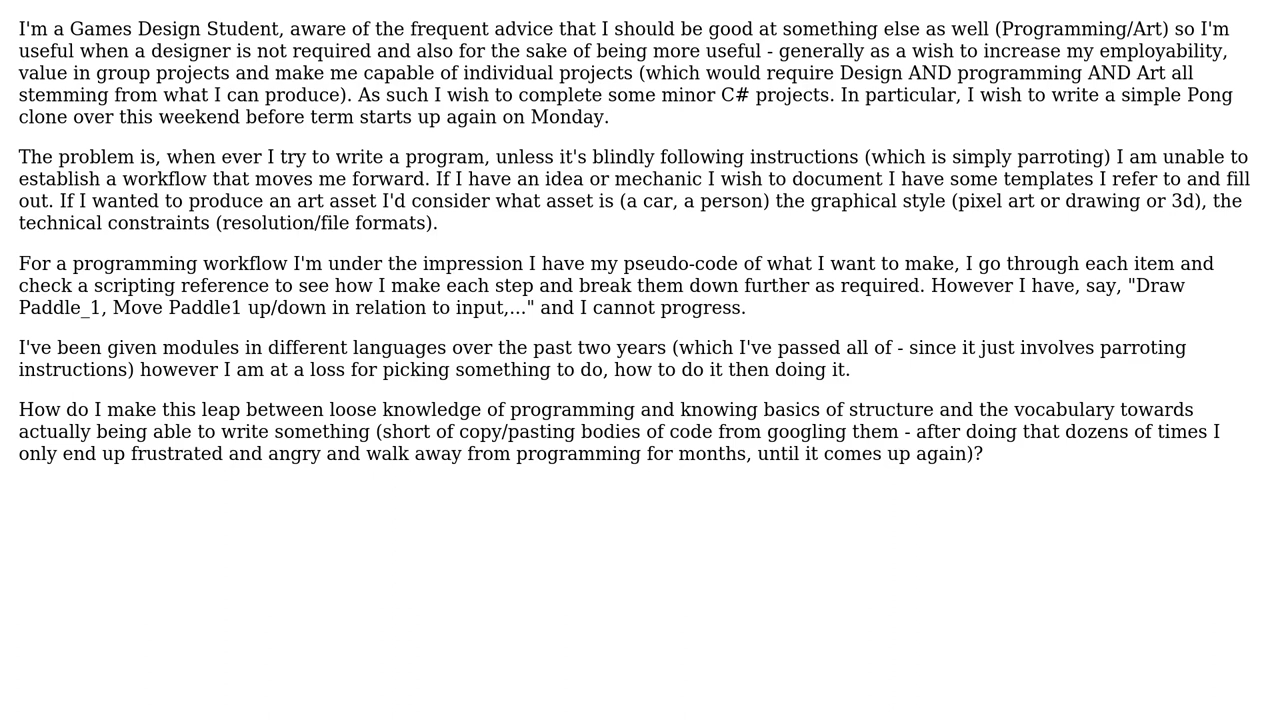 I'm a Games Design Student, aware of the frequent advice that I should be good at something else as well (Programming/Art) so I'm
useful when a designer is not required and also for the sake of being more useful - generally as a wish to increase my employability,
value in group projects and make me capable of individual projects (which would require Design AND programming AND Art all
stemming from what I can produce). As such I wish to complete some minor C# projects. In particular, I wish to write a simple Pong
clone over this weekend before term starts up again on Monday.
The problem is, when ever I try to write a program, unless it's blindly following instructions (which is simply parroting) I am unable to
establish a workflow that moves me forward. If I have an idea or mechanic I wish to document I have some templates I refer to and fill
out. If I wanted to produce an art asset I'd consider what asset is (a car, a person) the graphical style (pixel art or drawing or 3d), the
technical constraints (resolution/file formats).
For a programming workflow I'm under the impression I have my pseudo-code of what I want to make, I go through each item and
check a scripting reference to see how I make each step and break them down further as required. However I have, say, "Draw
Paddle_1, Move Paddle1 up/down in relation to input,..." and I cannot progress.
I've been given modules in different languages over the past two years (which I've passed all of - since it just involves parroting
instructions) however I am at a loss for picking something to do, how to do it then doing it.
How do I make this leap between loose knowledge of programming and knowing basics of structure and the vocabulary towards
actually being able to write something (short of copy/pasting bodies of code from googling them - after doing that dozens of times I
only end up frustrated and angry and walk away from programming for months, until it comes up again)?